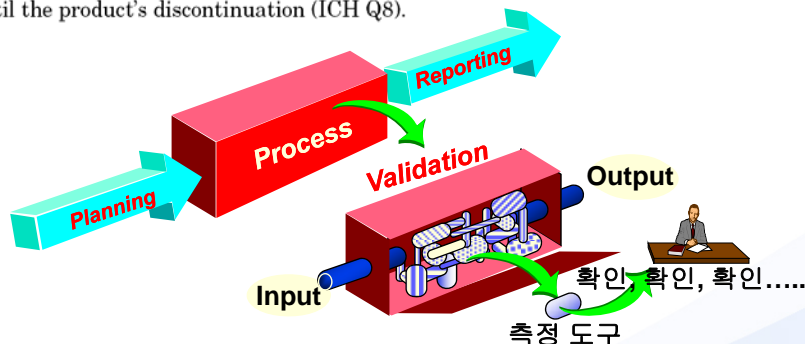 til the product's discontinuation (ICH Q8).
Reporting
Process
Planning
Validation
Output
Input
확인, 확인, 확인…..
측정 도구